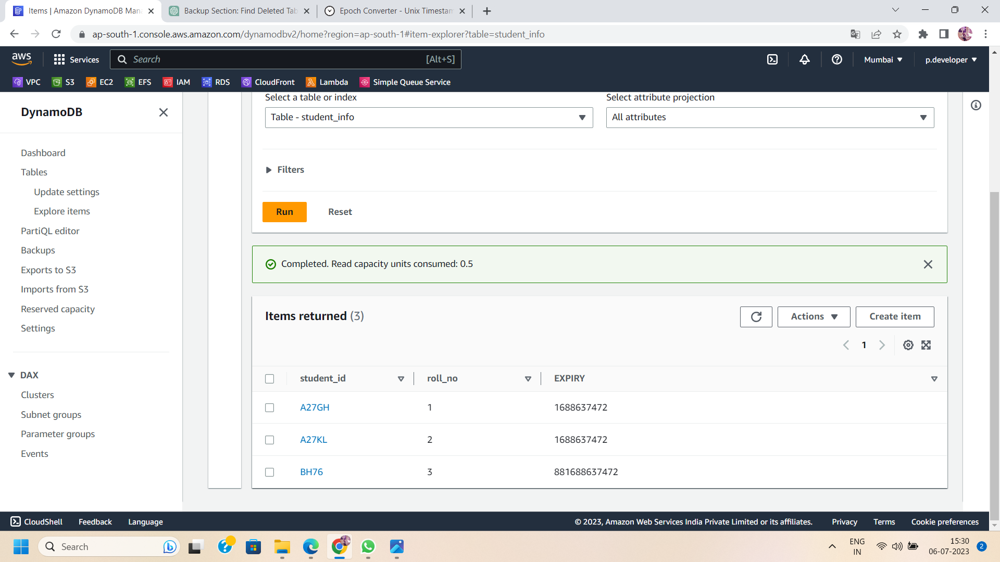 Items | Amazon DynamoDB Man
Backup Section: Find Deleted Tab
Epoch Converter - Unix Timestam
ap-south-1.console.aws.amazon.com/dynamodbv2/home?region=ap-south-1#item-explorer?table=student_info
aws
Services
Search
[Alt+S]
Mumbai
p.developer
VPC
S3
EC2
EFS
IAM
RDS
CloudFront
Lambda
Simple Queue Service
DynamoDB
Dashboard
Tables
Update settings
Explore items
PartiQL editor
Backups
Exports to S3
Imports from S3
Reserved capacity
Settings
DAX
Clusters
Subnet groups
Parameter groups
Events
Select a table or index
Table - student_info
Select attribute projection
All attributes
Filters
Run
Reset
Completed. Read capacity units consumed: 0.5
Items returned (3)
Actions
Create item
1
student_id
roll_no
EXPIRY
A27GH
1
1688637472
A27KL
2
1688637472
BH76
3
881688637472
CloudShell
Feedback
Language
© 2023, Amazon Web Services India Private Limited or its affiliates.
Privacy
Terms
Cookie preferences
Search
ENG
IN
15:30
06-07-2023
2